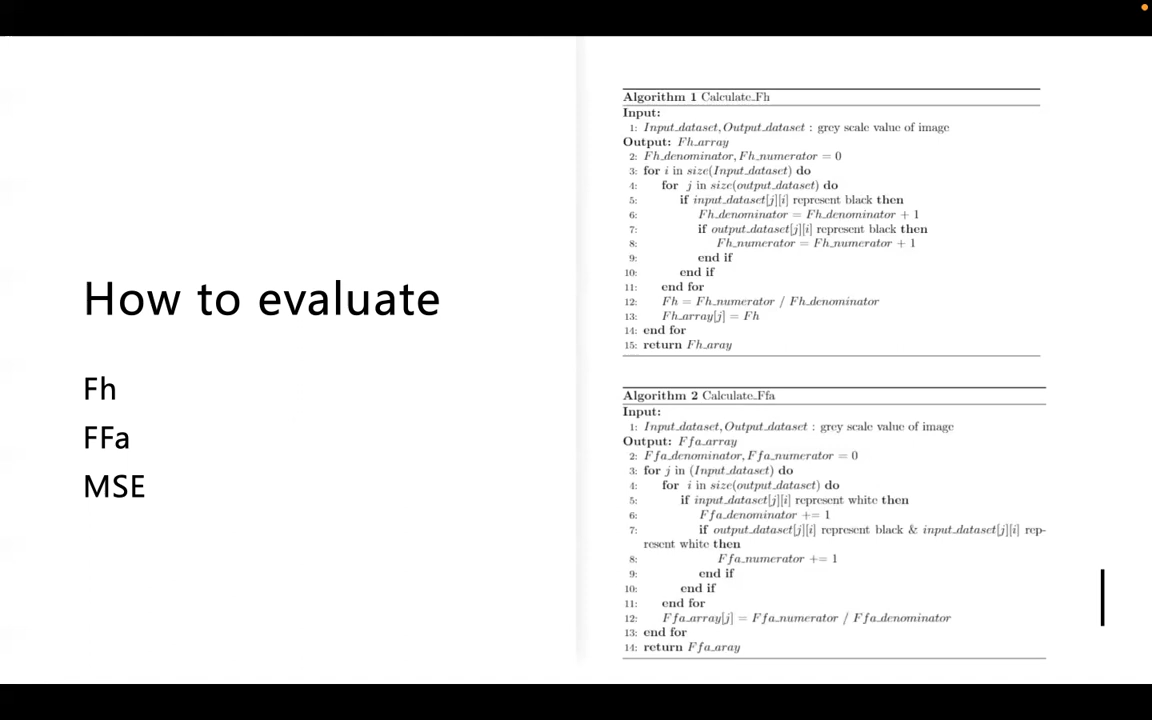 How to evaluate
Fh
FFa
MSE
Algorithm 1 Calculate_Fh
Input:
1: Input_dataset, Output_dataset : grey scale value of image
Output: Fh_array
2: Fh_denominator, Fh_numerator = 0
3: for i in size(Input_dataset) do
4: for j in size(output_dataset) do
5: if input_dataset[j][i] represent black then
6: Fh_denominator = Fh_denominator + 1
7: if output_dataset[j][i] represent black then
8: Fh_numerator = Fh_numerator + 1
9: end if
10: end if
11: end for
12: Fh = Fh_numerator / Fh_denominator
13: Fh_array[j] = Fh
14: end for
15: return Fh_aray
Algorithm 2 Calculate_Ffa
Input:
1: Input_dataset, Output_dataset : grey scale value of image
Output: Ffa_array
2: Ffa_denominator, Ffa_numerator = 0
3: for j in (Input_dataset) do
4: for i in size(output_dataset) do
5: if input_dataset[j][i] represent white then
6: Ffa_denominator += 1
7: if output_dataset[j][i] represent black & input_dataset[j][i] rep-
resent white then
8: Ffa_numerator += 1
9: end if
10: end if
11: end for
12: Ffa_array[j] = Ffa_numerator / Ffa_denominator
13: end for
14: return Ffa_aray